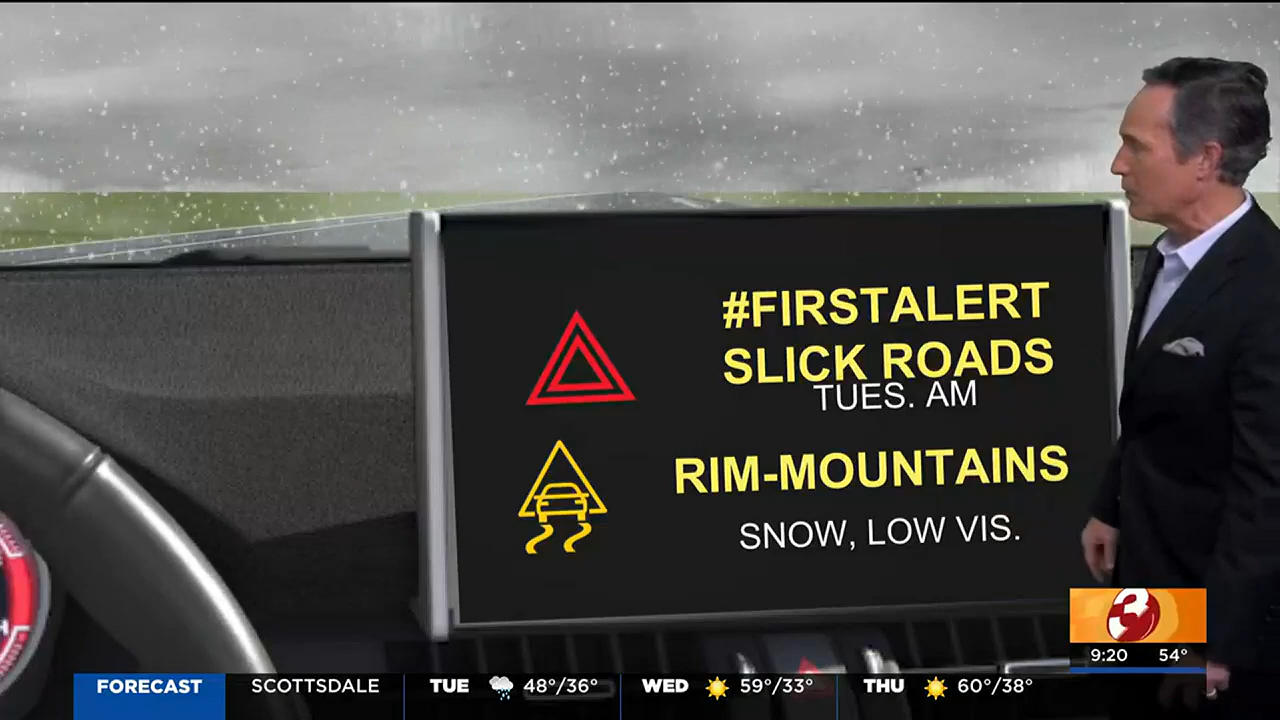 #FIRSTALERT
SLICK ROADS
TUES. AM
RIM-MOUNTAINS
SNOW, LOW VIS.
3
9:20 54°
FORECAST SCOTTSDALE TUE 48°/36° WED 59°/33° THU 60°/38°